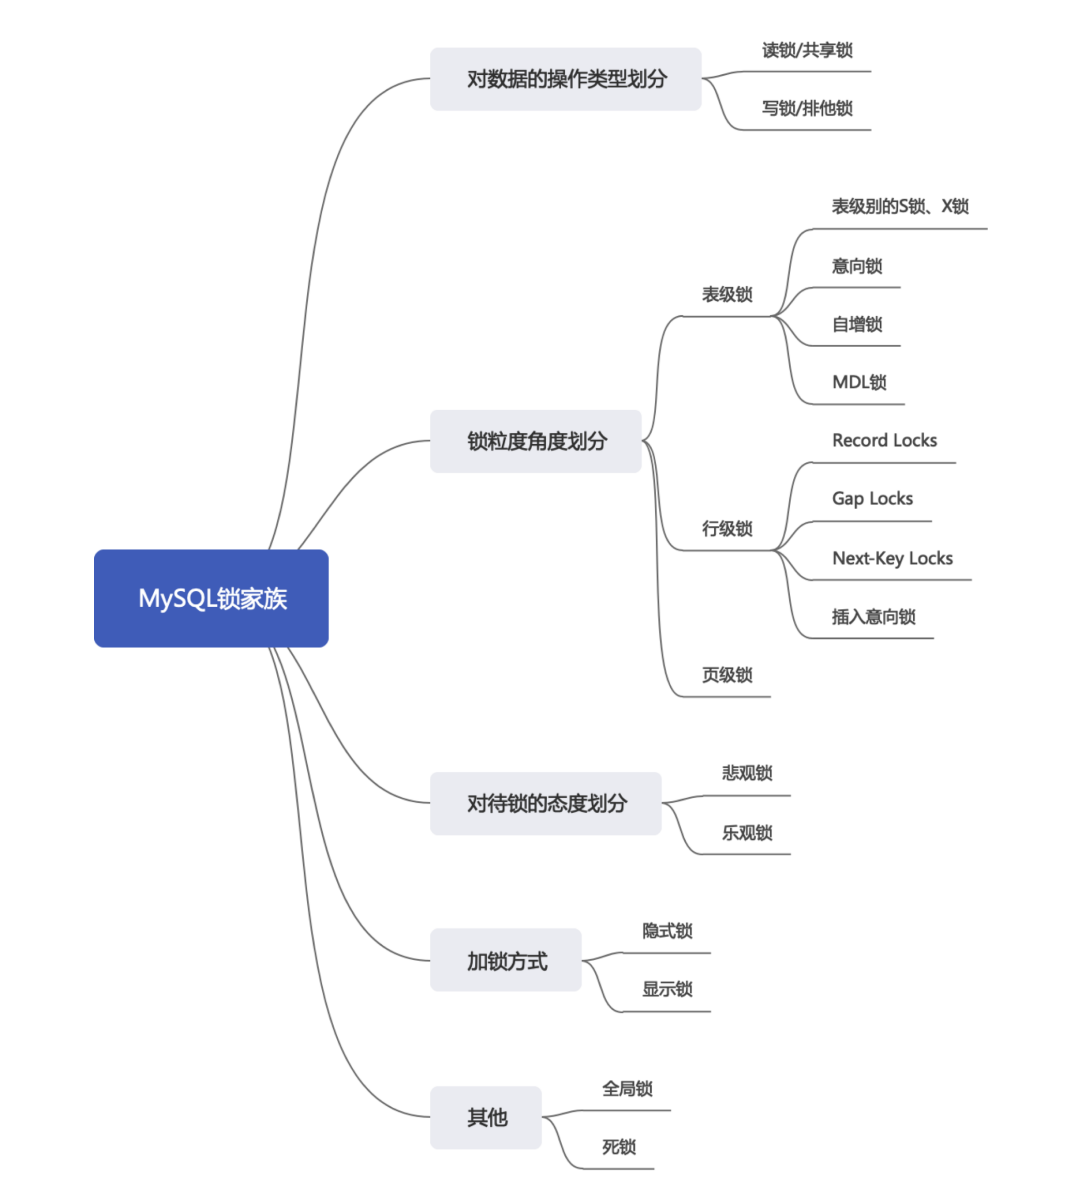 MySQL锁家族
对数据的操作类型划分
读锁/共享锁
写锁/排他锁
锁粒度角度划分
表级锁
表级别的S锁、X锁
意向锁
自增锁
MDL锁
行级锁
Record Locks
Gap Locks
Next-Key Locks
插入意向锁
页级锁
对待锁的态度划分
悲观锁
乐观锁
加锁方式
隐式锁
显示锁
其他
全局锁
死锁